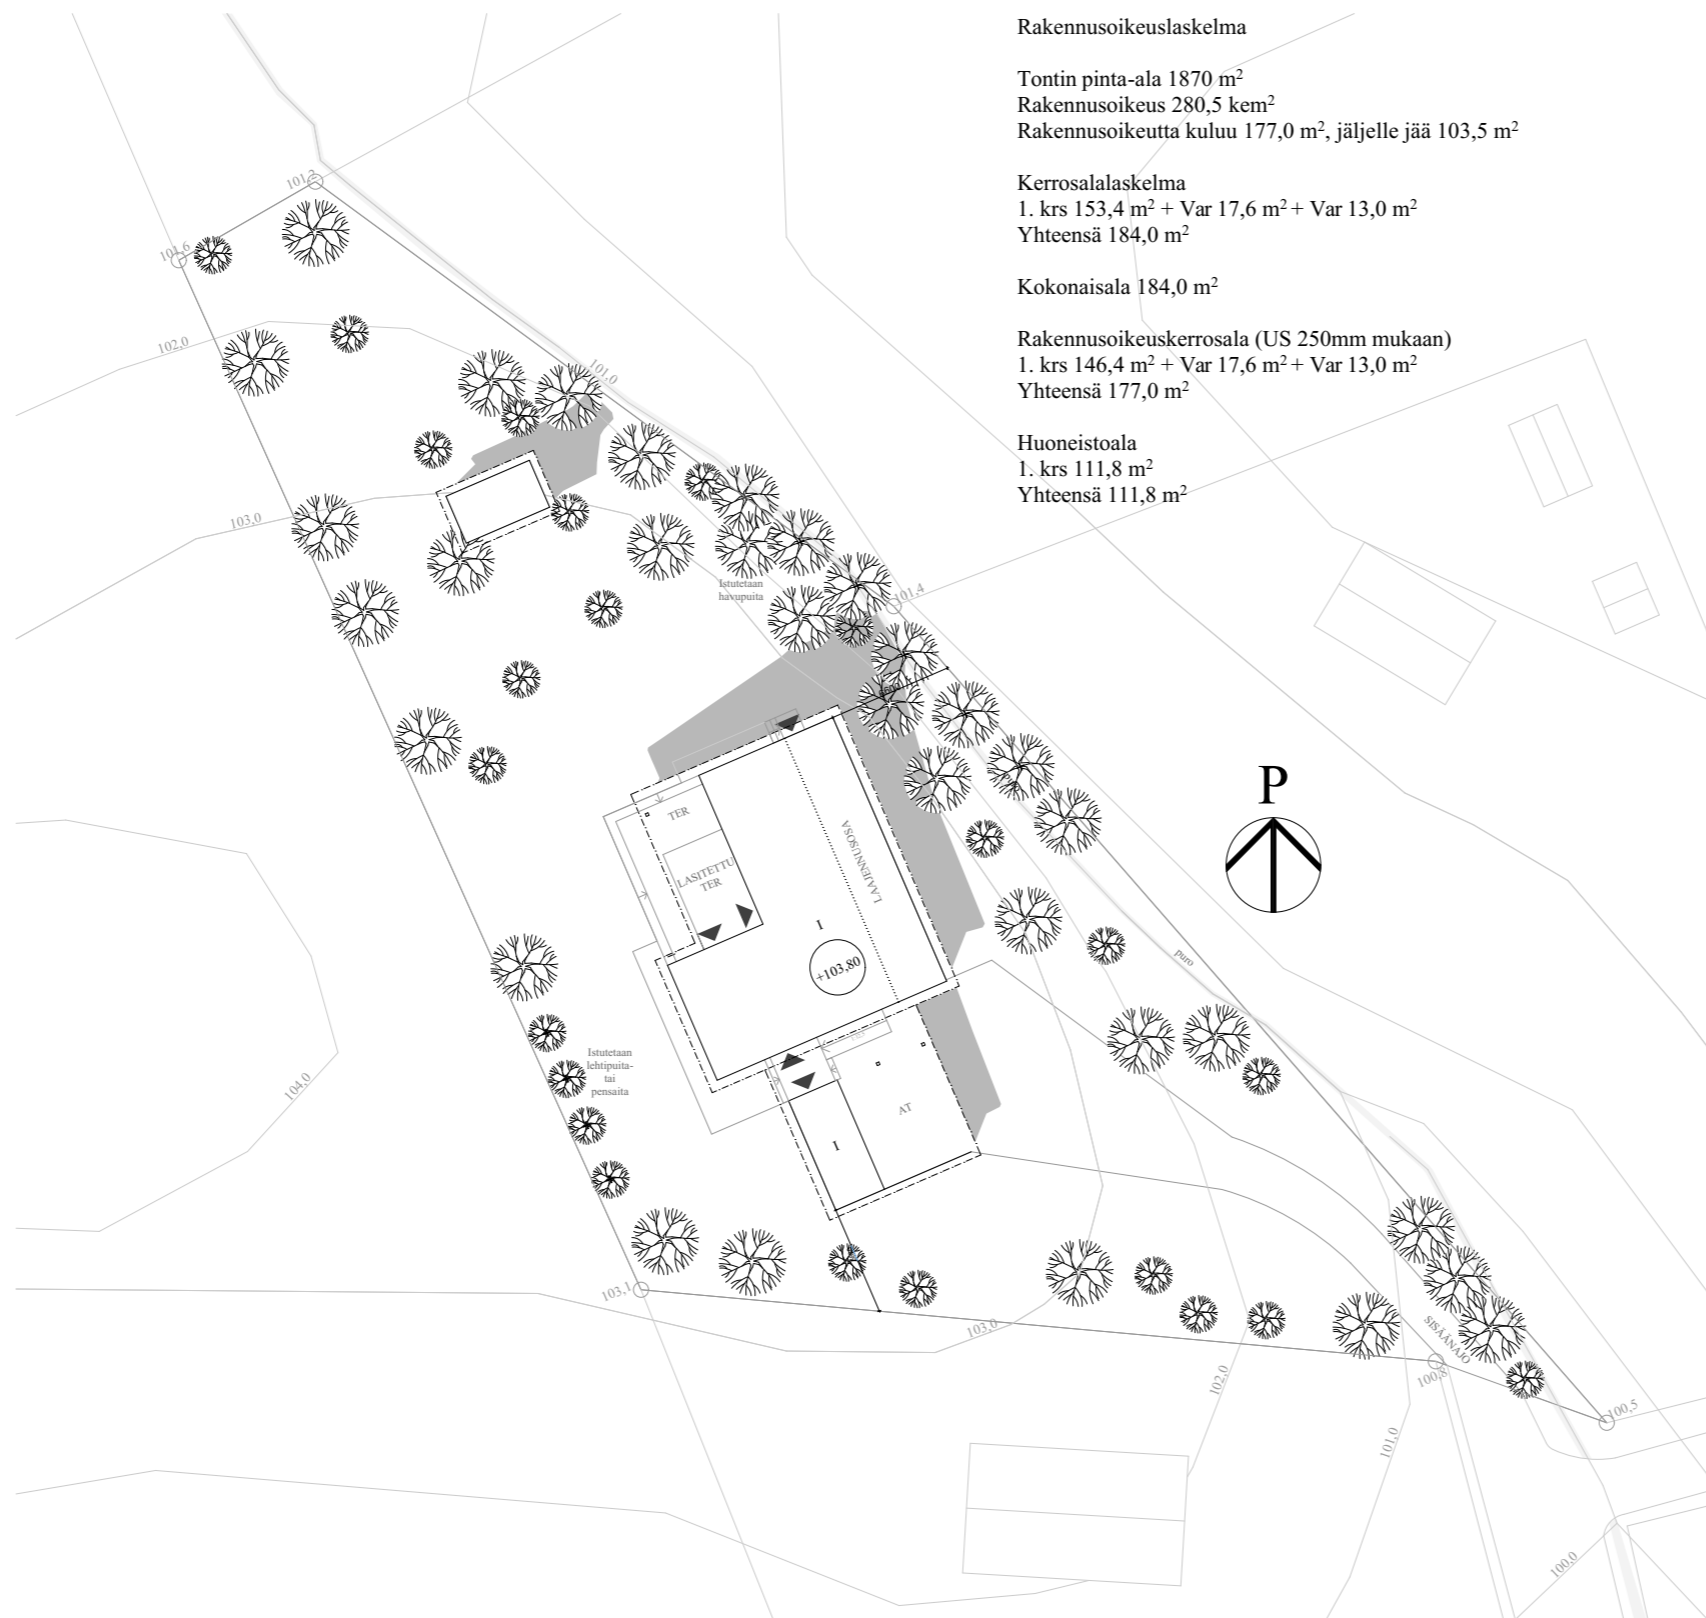 Rakennusoikeuslaskelma
Tontin pinta-ala 1870 m²
Rakennusoikeus 280,5 kem²
Rakennusoikeutta kuluu 177,0 m², jäljelle jää 103,5 m²
Kerrosalalaskelma
1. krs 153,4 m² + Var 17,6 m² + Var 13,0 m²
Yhteensä 184,0 m²
Kokonaisala 184,0 m²
Rakennusoikeuskerrosala (US 250mm mukaan)
1. krs 146,4 m² + Var 17,6 m² + Var 13,0 m²
Yhteensä 177,0 m²
Huoneistoala
1. krs 111,8 m²
Yhteensä 111,8 m²
101,2
101,6
102,0
101,0
103,0
Istutetaan
havupuita
101,4
P
TER
LASITETTU
TER
LAAJENNUSOSA
I
+103,80
puro
Istutetaan
lehtipuita-
tai
pensaita
104,0
AT
I
103,1
103,0
102,0
101,0
OJANÄYSIS
100,8
100,5
100,0